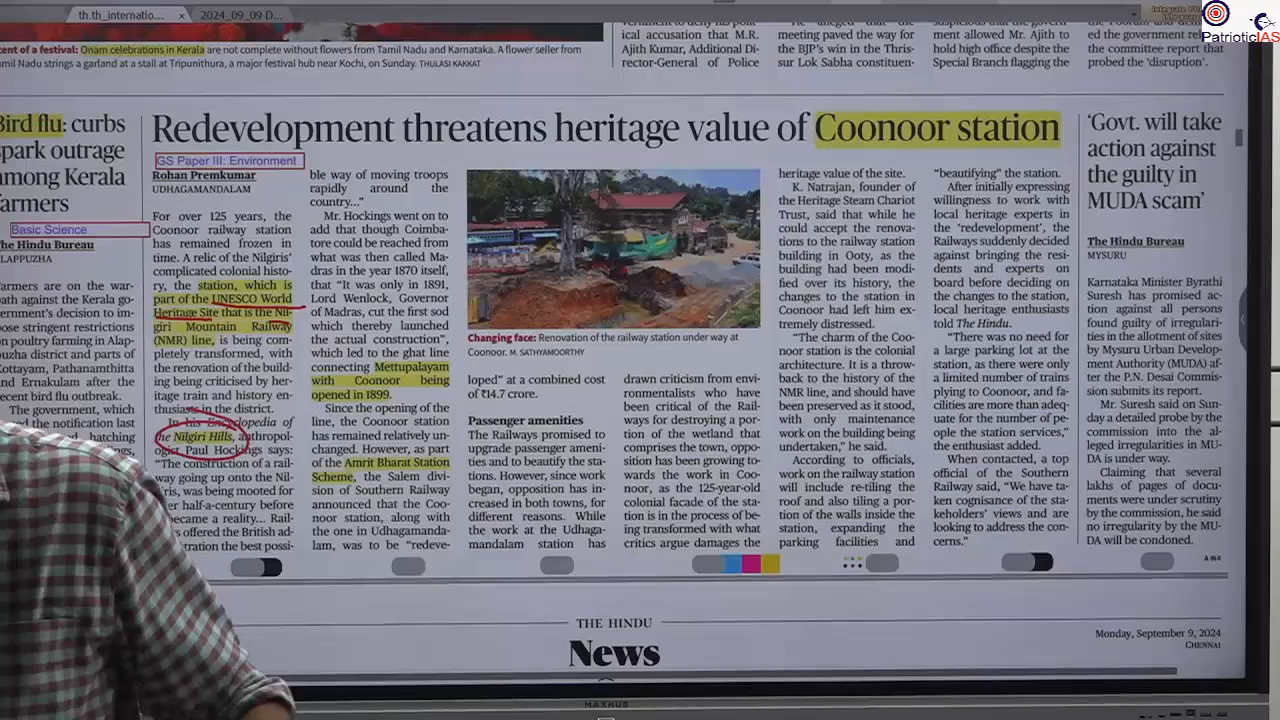 th.th_internatio...
2024_09_09 D...
PatrioticIAS
cent of a festival: Onam celebrations in Kerala are not complete without flowers from Tamil Nadu and Karnataka. A flower seller from
Tamil Nadu strings a garland at a stall at Tripunithura, a major festival hub near Kochi, on Sunday. THULASI KAKKAT
ical accusation that M.R.
Ajith Kumar, Additional Di-
rector-General of Police
meeting paved the way for
the BJP's win in the Thris-
sur Lok Sabha constituen-
ment allowed Mr. Ajith to
hold high office despite the
Special Branch flagging the
ed the government rel
the committee report that
probed the 'disruption'.
Bird flu: curbs
spark outrage
among Kerala
farmers
Basic Science
The Hindu Bureau
ALAPPUZHA
farmers are on the war-
path against the Kerala go-
vernment's decision to im-
pose stringent restrictions
on poultry farming in Alap-
puzha district and parts of
Kottayam, Pathanamthitta
and Ernakulam after the
recent bird flu outbreak.
The government, which
ed the notification last
hatching
Redevelopment threatens heritage value of Coonoor station
GS Paper III: Environment
Rohan Premkumar
UDHAGAMANDALAM
For over 125 years, the
Coonoor railway station
has remained frozen in
time. A relic of the Nilgiris'
complicated colonial histo-
ry, the station, which is
part of the UNESCO World
Heritage Site that is the Nil-
giri Mountain Railway
(NMR) line, is being com-
pletely transformed, with
the renovation of the build-
ing being criticised by her-
itage train and history en-
thusiasts in the district.
In his Encyclopedia of
the Nilgiri Hills, anthropol-
ogist Paul Hockings says:
"The construction of a rail-
way going up onto the Nil-
giris, was being mooted for
over half-century before
became a reality... Rail-
s offered the British ad-
tration the best possi-
ble way of moving troops
rapidly around the
country..."
Mr. Hockings went on to
add that though Coimba-
tore could be reached from
what was then called Ma-
dras in the year 1870 itself,
that "It was only in 1891,
Lord Wenlock, Governor
of Madras, cut the first sod
which thereby launched
the actual construction",
which led to the ghat line
connecting Mettupalayam
with Coonoor being
opened in 1899.
Since the opening of the
line, the Coonoor station
has remained relatively un-
changed. However, as part
of the Amrit Bharat Station
Scheme, the Salem divi-
sion of Southern Railway
announced that the Coo-
noor station, along with
the one in Udhagamanda-
lam, was to be "redeve-
Changing face: Renovation of the railway station under way at
Coonoor. M. SATHYAMOORTHY
loped" at a combined cost
of ₹14.7 crore.
Passenger amenities
The Railways promised to
upgrade passenger ameni-
ties and to beautify the sta-
tions. However, since work
began, opposition has in-
creased in both towns, for
different reasons. While
the work at the Udhaga-
mandalam station has
drawn criticism from envi-
ronmentalists who have
been critical of the Rail-
ways for destroying a por-
tion of the wetland that
comprises the town, oppo-
sition has been growing to-
wards the work in Coo-
noor, as the 125-year-old
colonial facade of the sta-
tion is in the process of be-
ing transformed with what
critics argue damages the
heritage value of the site.
K. Natrajan, founder of
the Heritage Steam Chariot
Trust, said that while he
could accept the renova-
tions to the railway station
building in Ooty, as the
building had been modi-
fied over its history, the
changes to the station in
Coonoor had left him ex-
tremely distressed.
"The charm of the Coo-
noor station is the colonial
architecture. It is a throw-
back to the history of the
NMR line, and should have
been preserved as it stood,
with only maintenance
work on the building being
undertaken," he said.
According to officials,
work on the railway station
will include re-tiling the
roof and also tiling a por-
tion of the walls inside the
station, expanding the
parking facilities and
"beautifying" the station.
After initially expressing
willingness to work with
local heritage experts in
the 'redevelopment', the
Railways suddenly decided
against bringing the resi-
dents and experts on
board before deciding on
the changes to the station,
local heritage enthusiasts
told The Hindu.
"There was no need for
a large parking lot at the
station, as there were only
a limited number of trains
plying to Coonoor, and fac-
ilities are more than adeq-
uate for the number of peo-
ple the station services,"
the enthusiast added.
When contacted, a top
official of the Southern
Railway said, "We have ta-
ken cognisance of the sta-
keholders' views and are
looking to address the con-
cerns."
'Govt. will take
action against
the guilty in
MUDA scam'
The Hindu Bureau
MYSURU
Karnataka Minister Byrathi
Suresh has promised ac-
tion against all persons
found guilty of irregulari-
ties in the allotment of sites
by Mysuru Urban Develop-
ment Authority (MUDA) af-
ter the P.N. Desai Commis-
sion submits its report.
Mr. Suresh said on Sun-
day a detailed probe by the
commission into the al-
leged irregularities in MU-
DA is under way.
Claiming that several
lakhs of pages of docu-
ments were under scrutiny
by the commission, he said
no irregularity by the MU-
DA will be condoned.
THE HINDU
News
Monday, September 9, 2024
CHENNAI
MAXHUB